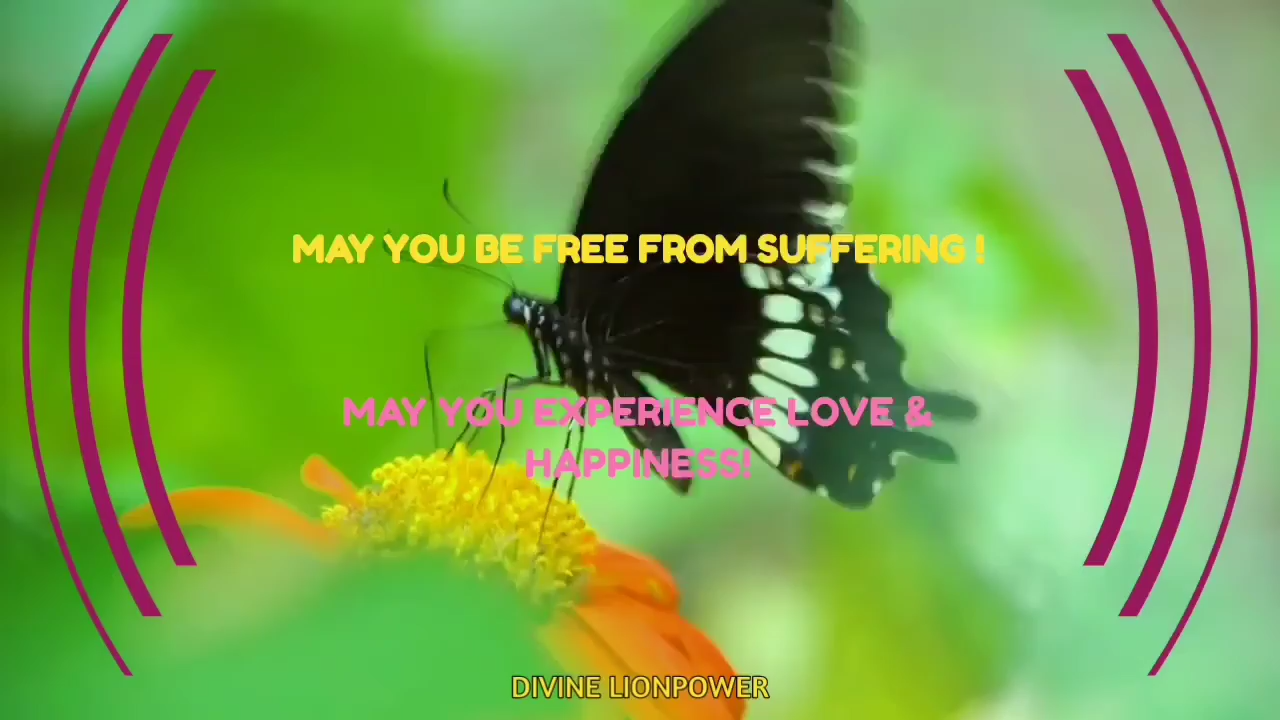 MAY YOU BE FREE FROM SUFFERING !
MAY YOU EXPERIENCE LOVE &
HAPPINESS!
DIVINE LIONPOWER